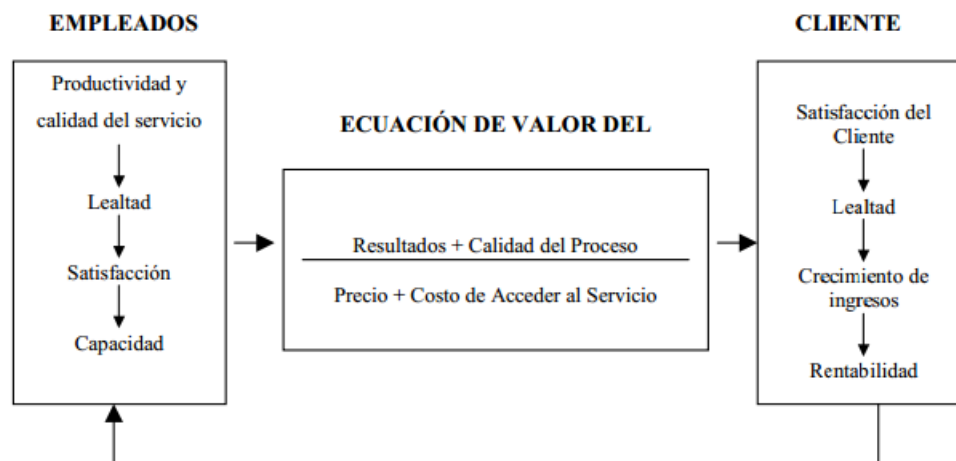 EMPLEADOS
Productividad y
calidad del servicio
Lealtad
Satisfacción
Capacidad
ECUACIÓN DE VALOR DEL
Resultados + Calidad del Proceso
Precio + Costo de Acceder al Servicio
CLIENTE
Satisfacción del
Cliente
Lealtad
Crecimiento de
ingresos
Rentabilidad